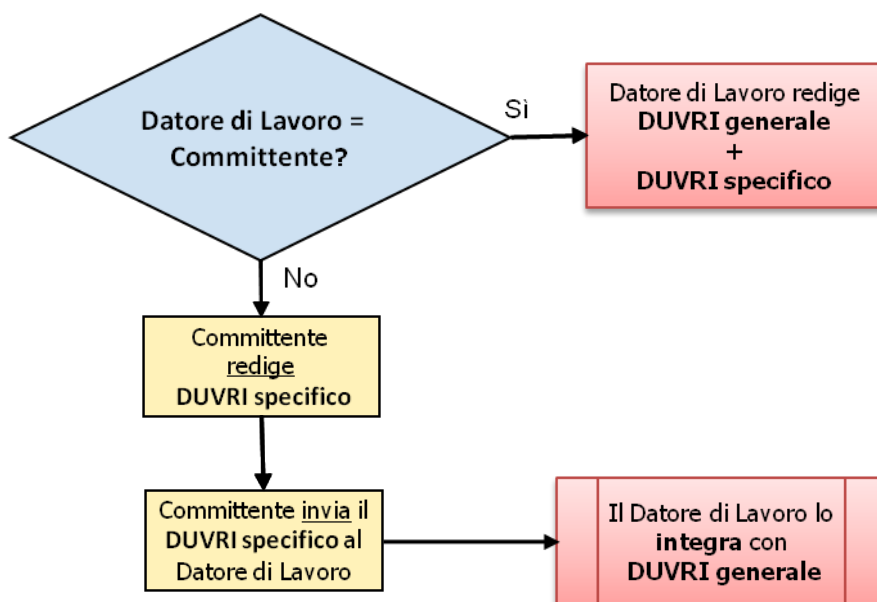 Datore di Lavoro =
Committente?
Sì
Datore di Lavoro redige
DUVRI generale
+
DUVRI specifico
No
Committente
redige
DUVRI specifico
Committente invia il
DUVRI specifico al
Datore di Lavoro
Il Datore di Lavoro lo
integra con
DUVRI generale